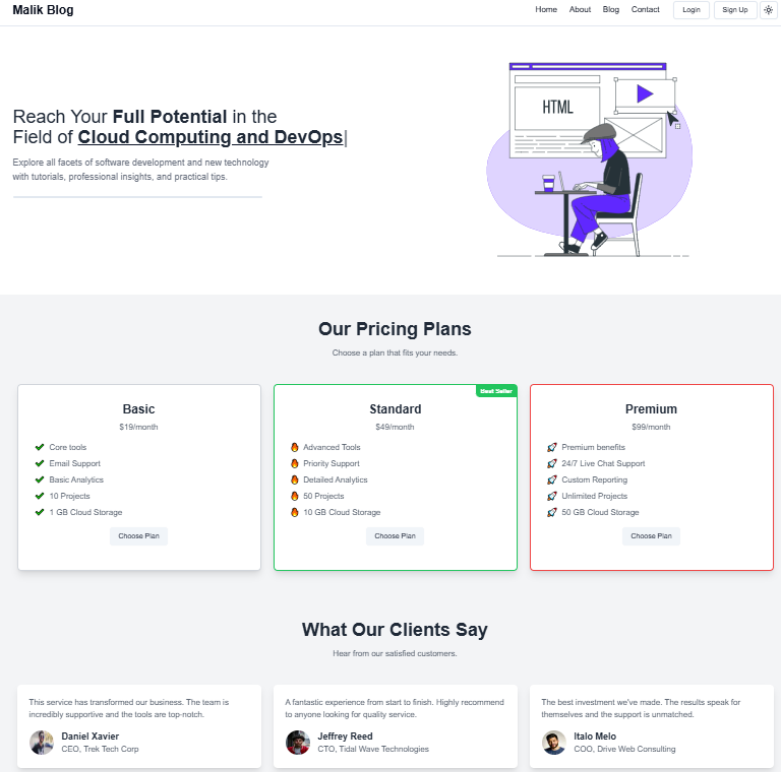 Malik Blog
Home About Blog Contact Login Sign Up
HTML
Reach Your Full Potential in the
Field of Cloud Computing and DevOps|
Explore all facets of software development and new technology
with tutorials, professional insights, and practical tips.
Our Pricing Plans
Choose a plan that fits your needs.
Basic
$19/month
Core tools
Email Support
Basic Analytics
10 Projects
1 GB Cloud Storage
Choose Plan
Best Seller
Standard
$49/month
Advanced Tools
Priority Support
Detailed Analytics
50 Projects
10 GB Cloud Storage
Choose Plan
Premium
$99/month
Premium benefits
24/7 Live Chat Support
Custom Reporting
Unlimited Projects
50 GB Cloud Storage
Choose Plan
What Our Clients Say
Hear from our satisfied customers.
This service has transformed our business. The team is
incredibly supportive and the tools are top-notch.
Daniel Xavier
CEO, Trek Tech Corp
A fantastic experience from start to finish. Highly recommend
to anyone looking for quality service.
Jeffrey Reed
CTO, Tidal Wave Technologies
The best investment we've made. The results speak for
themselves and the support is unmatched.
Italo Melo
COO, Drive Web Consulting